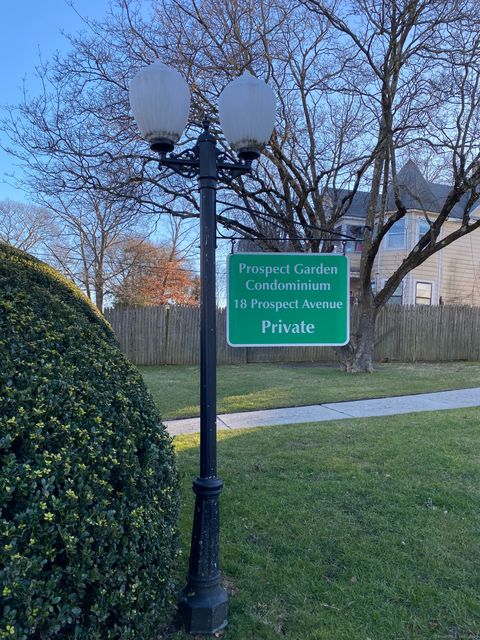 Prospect Garden
Condominium
18 Prospect Avenue
Private